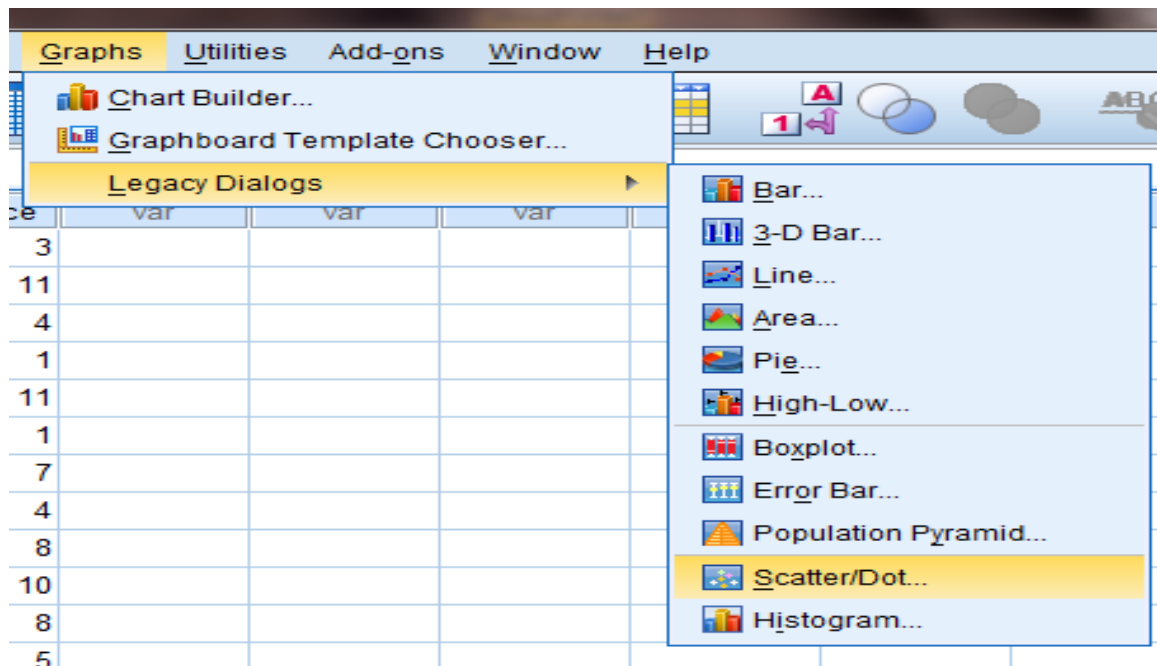 Graphs Utilities Add-ons Window Help
Chart Builder...
Graphboard Template Chooser...
Legacy Dialogs
A
1
Bar...
3-D Bar...
Line...
Area...
Pie...
High-Low...
Boxplot...
Error Bar...
Population Pyramid...
Scatter/Dot...
Histogram...
var var var
3
11
4
1
11
1
7
4
8
10
8
5